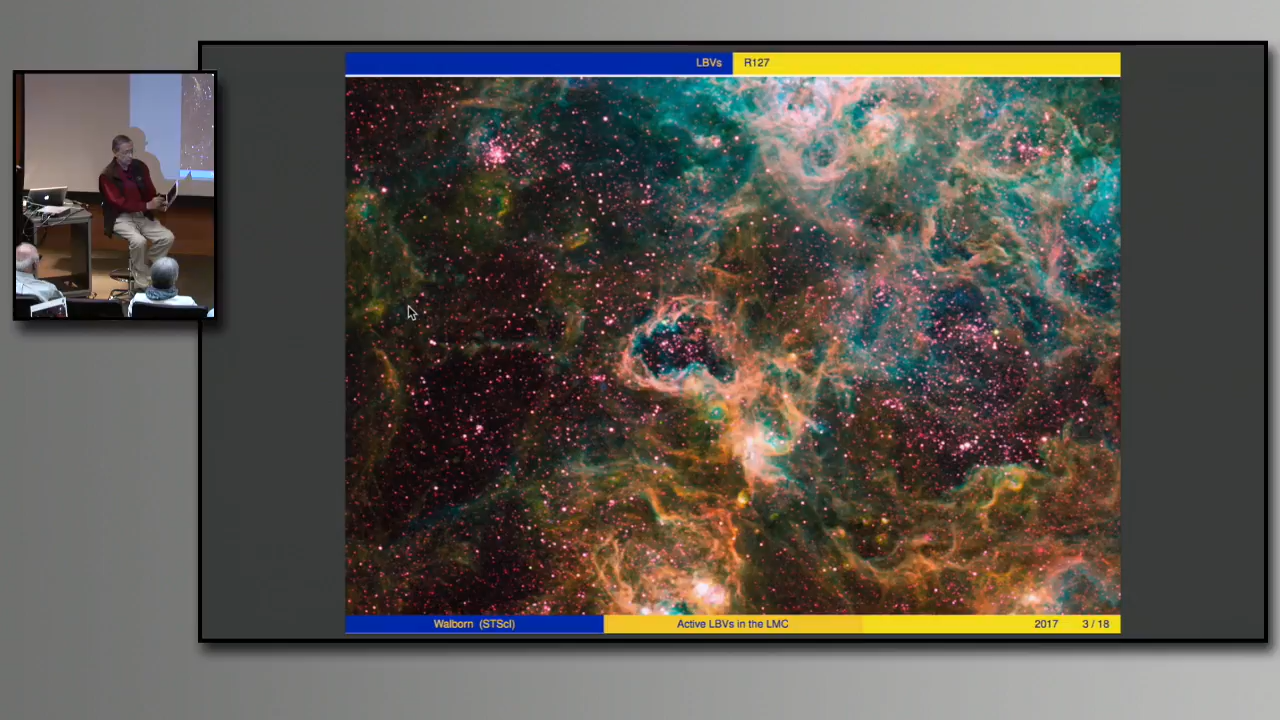 LBVs R127
Walborn (STScI) Active LBVs in the LMC 2017 3 / 18